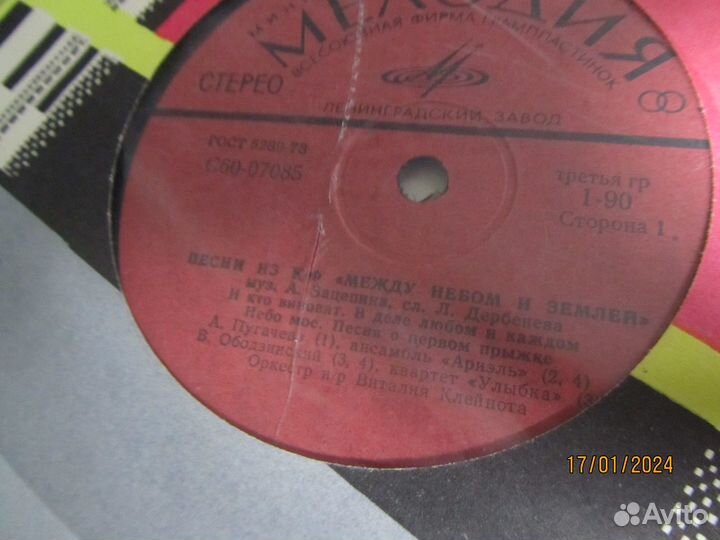 МЕЛОДИЯ
ВСЕСОЮЗНАЯ ФИРМА ГРАМПЛАСТИНОК
СТЕРЕО
ЛЕНИНГРАДСКИЙ ЗАВОД
ГОСТ 5289-73
С60-07085
третья гр
1-90
Сторона 1
ПЕСНИ ИЗ К/Ф «МЕЖДУ НЕБОМ И ЗЕМЛЕЙ»
муз. А. Зацепина, сл. Л. Дербенева
И кто виноват. В деле любом и каждом
Небо мое. Песня о первом прыжке
А. Пугачева (1), ансамбль «Ариэль» (2, 4)
В. Ободзинский (3, 4), квартет «Улыбка» (3)
Оркестр п/р Виталия Клейнота
17/01/2024
Avito